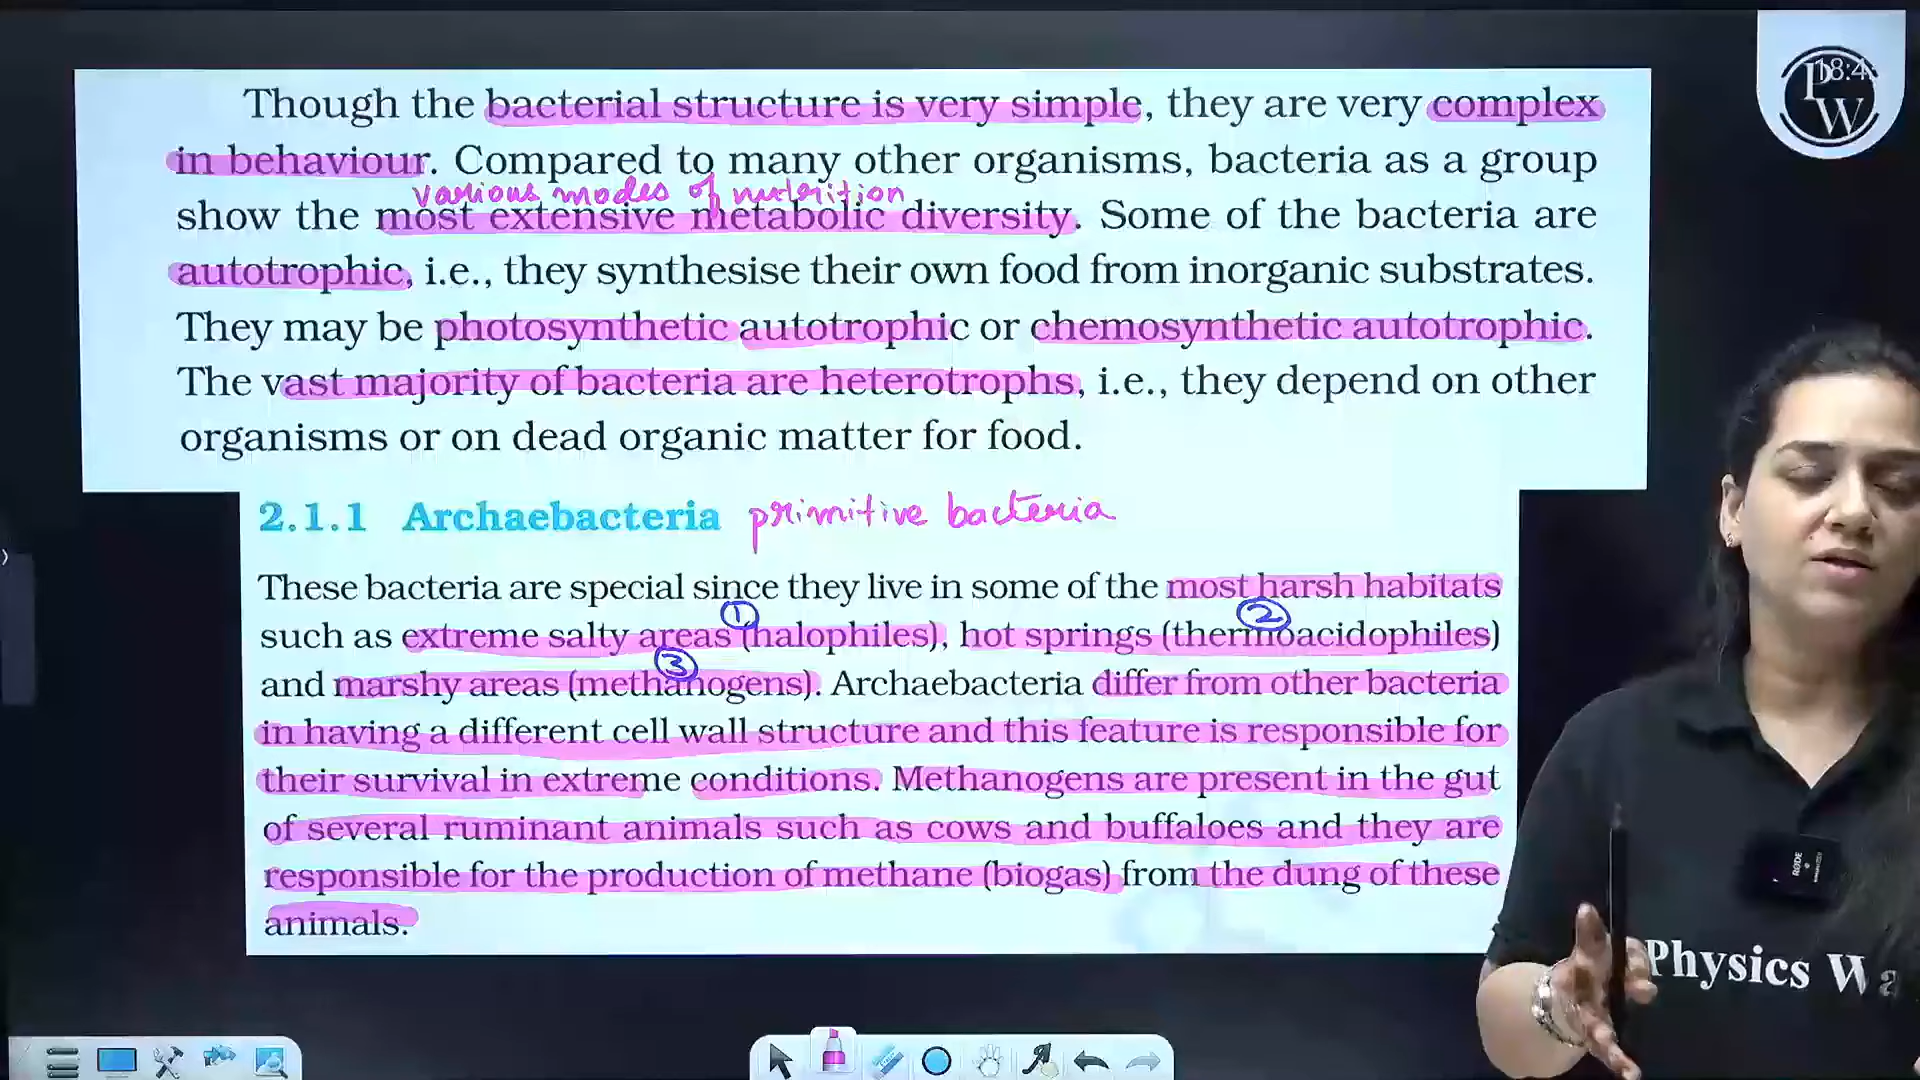 18:4
PW
Though the bacterial structure is very simple, they are very complex
in behaviour. Compared to many other organisms, bacteria as a group
various modes of nutrition
show the most extensive metabolic diversity. Some of the bacteria are
autotrophic, i.e., they synthesise their own food from inorganic substrates.
They may be photosynthetic autotrophic or chemosynthetic autotrophic.
The vast majority of bacteria are heterotrophs, i.e., they depend on other
organisms or on dead organic matter for food.
2.1.1 Archaebacteria primitive bacteria
These bacteria are special since they live in some of the most harsh habitats
1 2
such as extreme salty areas (halophiles), hot springs (thermoacidophiles)
3
and marshy areas (methanogens). Archaebacteria differ from other bacteria
in having a different cell wall structure and this feature is responsible for
their survival in extreme conditions. Methanogens are present in the gut
of several ruminant animals such as cows and buffaloes and they are
responsible for the production of methane (biogas) from the dung of these
animals.
RODE
Physics Wa